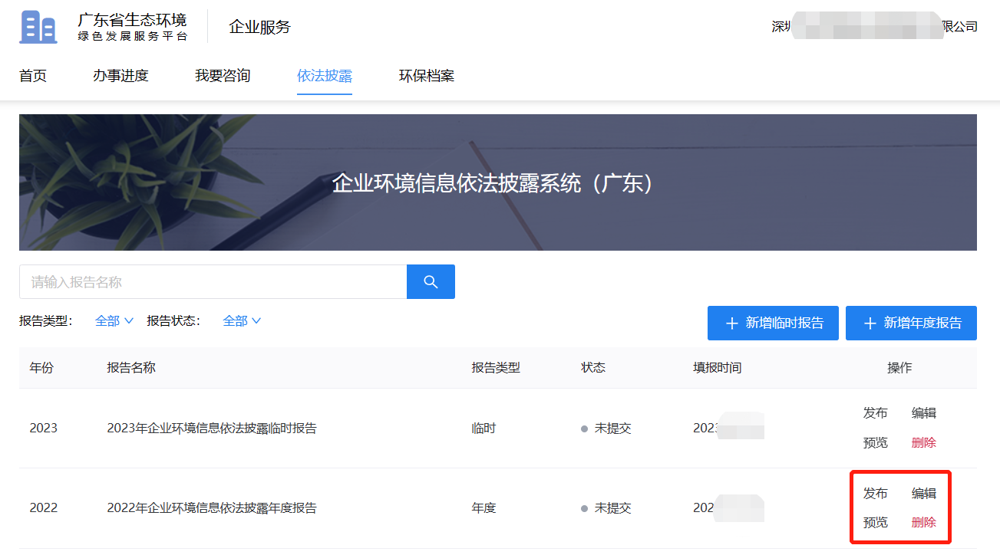 广东省生态环境
绿色发展服务平台
企业服务
深圳
限公司
首页 办事进度 我要咨询 依法披露 环保档案
企业环境信息依法披露系统（广东）
请输入报告名称
报告类型： 全部 报告状态： 全部
新增临时报告 新增年度报告
年份 报告名称 报告类型 状态 填报时间 操作
发布 编辑
2023 2023年企业环境信息依法披露临时报告 临时 未提交 2023
预览 删除
发布 编辑
2022 2022年企业环境信息依法披露年度报告 年度 未提交 202
预览 删除